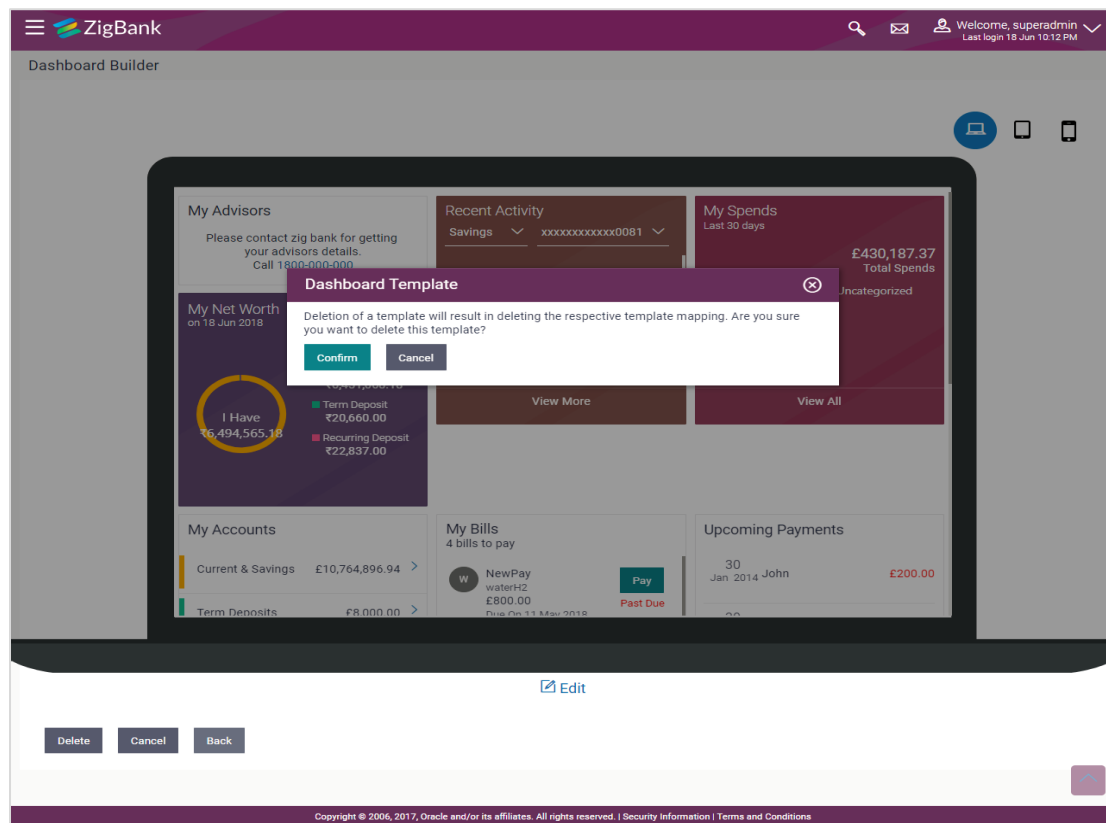 ZigBank
Welcome, superadmin
Last login 18 Jun 10:12 PM
Dashboard Builder
My Advisors
Please contact zig bank for getting
your advisors details.
Call 1800-000-000
Recent Activity
Savings xxxxxxxxxxxx0081
My Spends
Last 30 days
£430,187.37
Total Spends
Uncategorized
Dashboard Template
Deletion of a template will result in deleting the respective template mapping. Are you sure
you want to delete this template?
Confirm Cancel
My Net Worth
on 18 Jun 2018
I Have
₹6,494,565.18
Term Deposit
₹20,660.00
Recurring Deposit
₹22,837.00
View More
View All
My Accounts
Current & Savings £10,764,896.94
Term Deposits £8,000.00
My Bills
4 bills to pay
W
NewPay
waterH2
£800.00
Due On 11 May 2018
Pay
Past Due
Upcoming Payments
30
Jan 2014 John £200.00
Edit
Delete Cancel Back
Copyright © 2006, 2017, Oracle and/or its affiliates. All rights reserved. | Security Information | Terms and Conditions